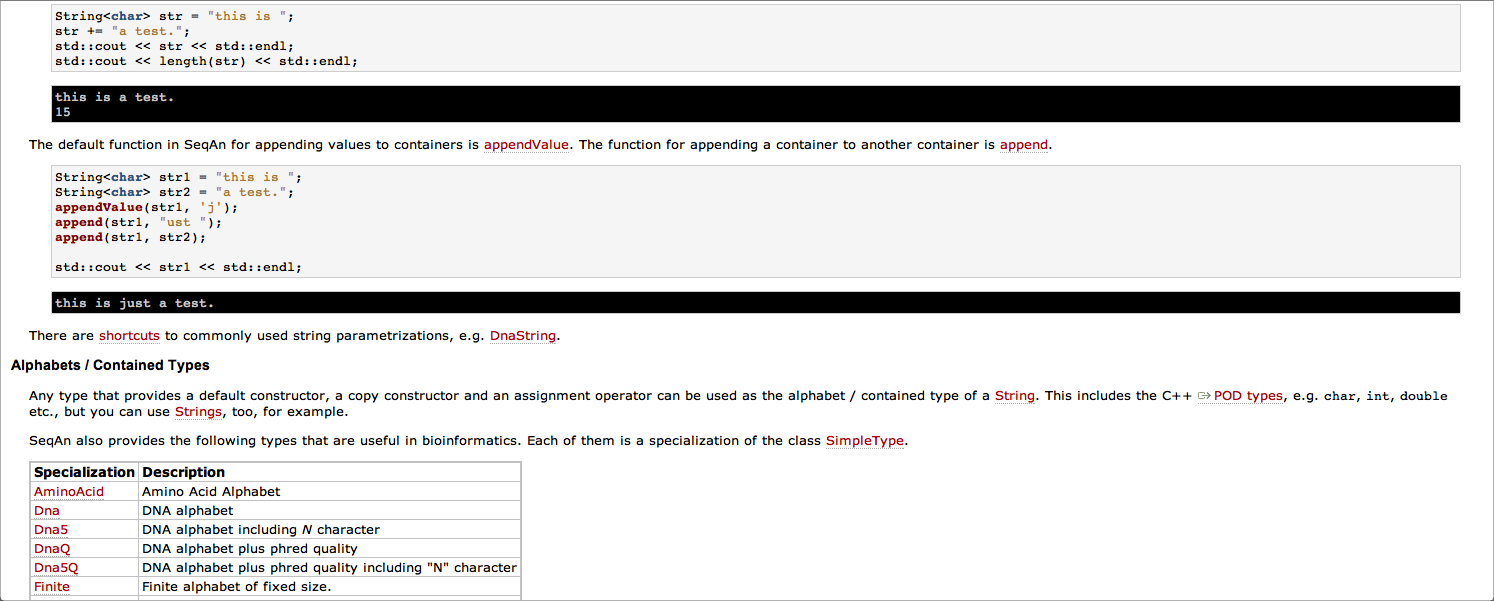 String<char> str = "this is ";
str += "a test.";
std::cout << str << std::endl;
std::cout << length(str) << std::endl;
this is a test.
15
The default function in SeqAn for appending values to containers is appendValue. The function for appending a container to another container is append.
String<char> str1 = "this is ";
String<char> str2 = "a test.";
appendValue(str1, 'j');
append(str1, "ust ");
append(str1, str2);
std::cout << str1 << std::endl;
this is just a test.
There are shortcuts to commonly used string parametrizations, e.g. DnaString.
Alphabets / Contained Types
Any type that provides a default constructor, a copy constructor and an assignment operator can be used as the alphabet / contained type of a String. This includes the C++ POD types, e.g. char, int, double
etc., but you can use Strings, too, for example.
SeqAn also provides the following types that are useful in bioinformatics. Each of them is a specialization of the class SimpleType.
Specialization Description
AminoAcid Amino Acid Alphabet
Dna DNA alphabet
Dna5 DNA alphabet including N character
DnaQ DNA alphabet plus phred quality
Dna5Q DNA alphabet plus phred quality including "N" character
Finite Finite alphabet of fixed size.